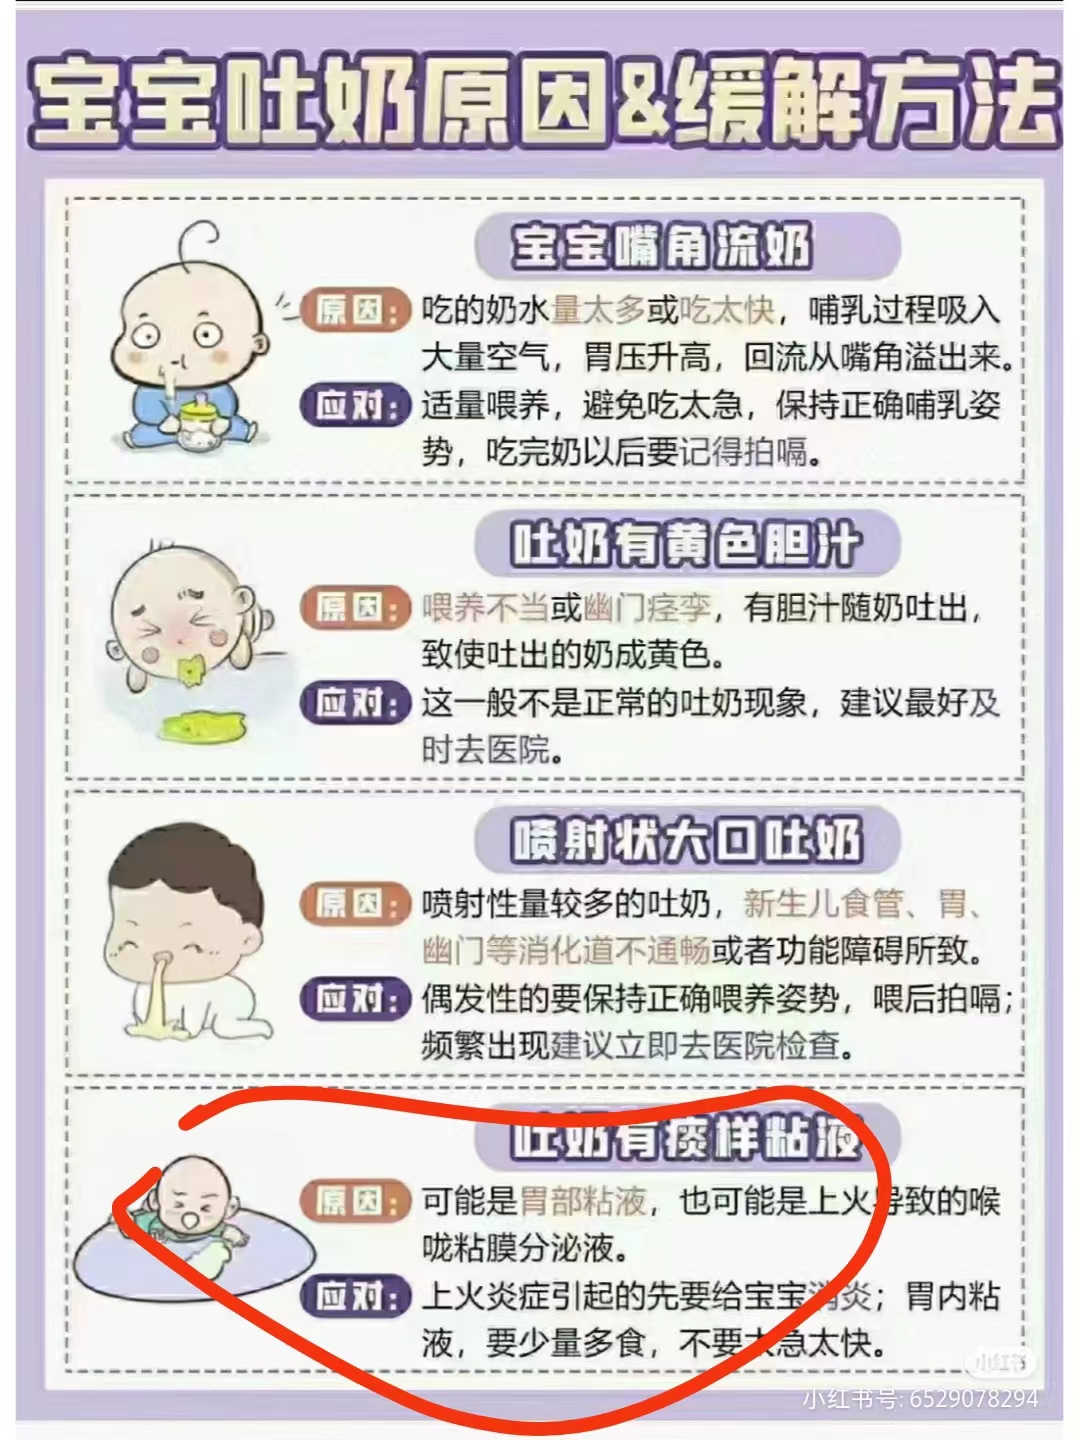 宝宝吐奶原因&缓解方法
宝宝嘴角流奶
原因：吃的奶水量太多或吃太快，哺乳过程吸入
大量空气，胃压升高，回流从嘴角溢出来。
应对：适量喂养，避免吃太急，保持正确哺乳姿
势，吃完奶以后要记得拍嗝。
吐奶有黄色胆汁
原因：喂养不当或幽门痉挛，有胆汁随奶吐出，
致使吐出的奶成黄色。
应对：这一般不是正常的吐奶现象，建议最好及
时去医院。
喷射状大口吐奶
原因：喷射性量较多的吐奶，新生儿食管、胃、
幽门等消化道不通畅或者功能障碍所致。
应对：偶发性的要保持正确喂养姿势，喂后拍嗝；
频繁出现建议立即去医院检查。
吐奶有痰样粘液
原因：可能是胃部粘液，也可能是上火导致的喉
咙粘膜分泌液。
应对：上火炎症引起的先要给宝宝消炎；胃内粘
液，要少量多食，不要太急太快。
小红书
小红书号: 6529078294